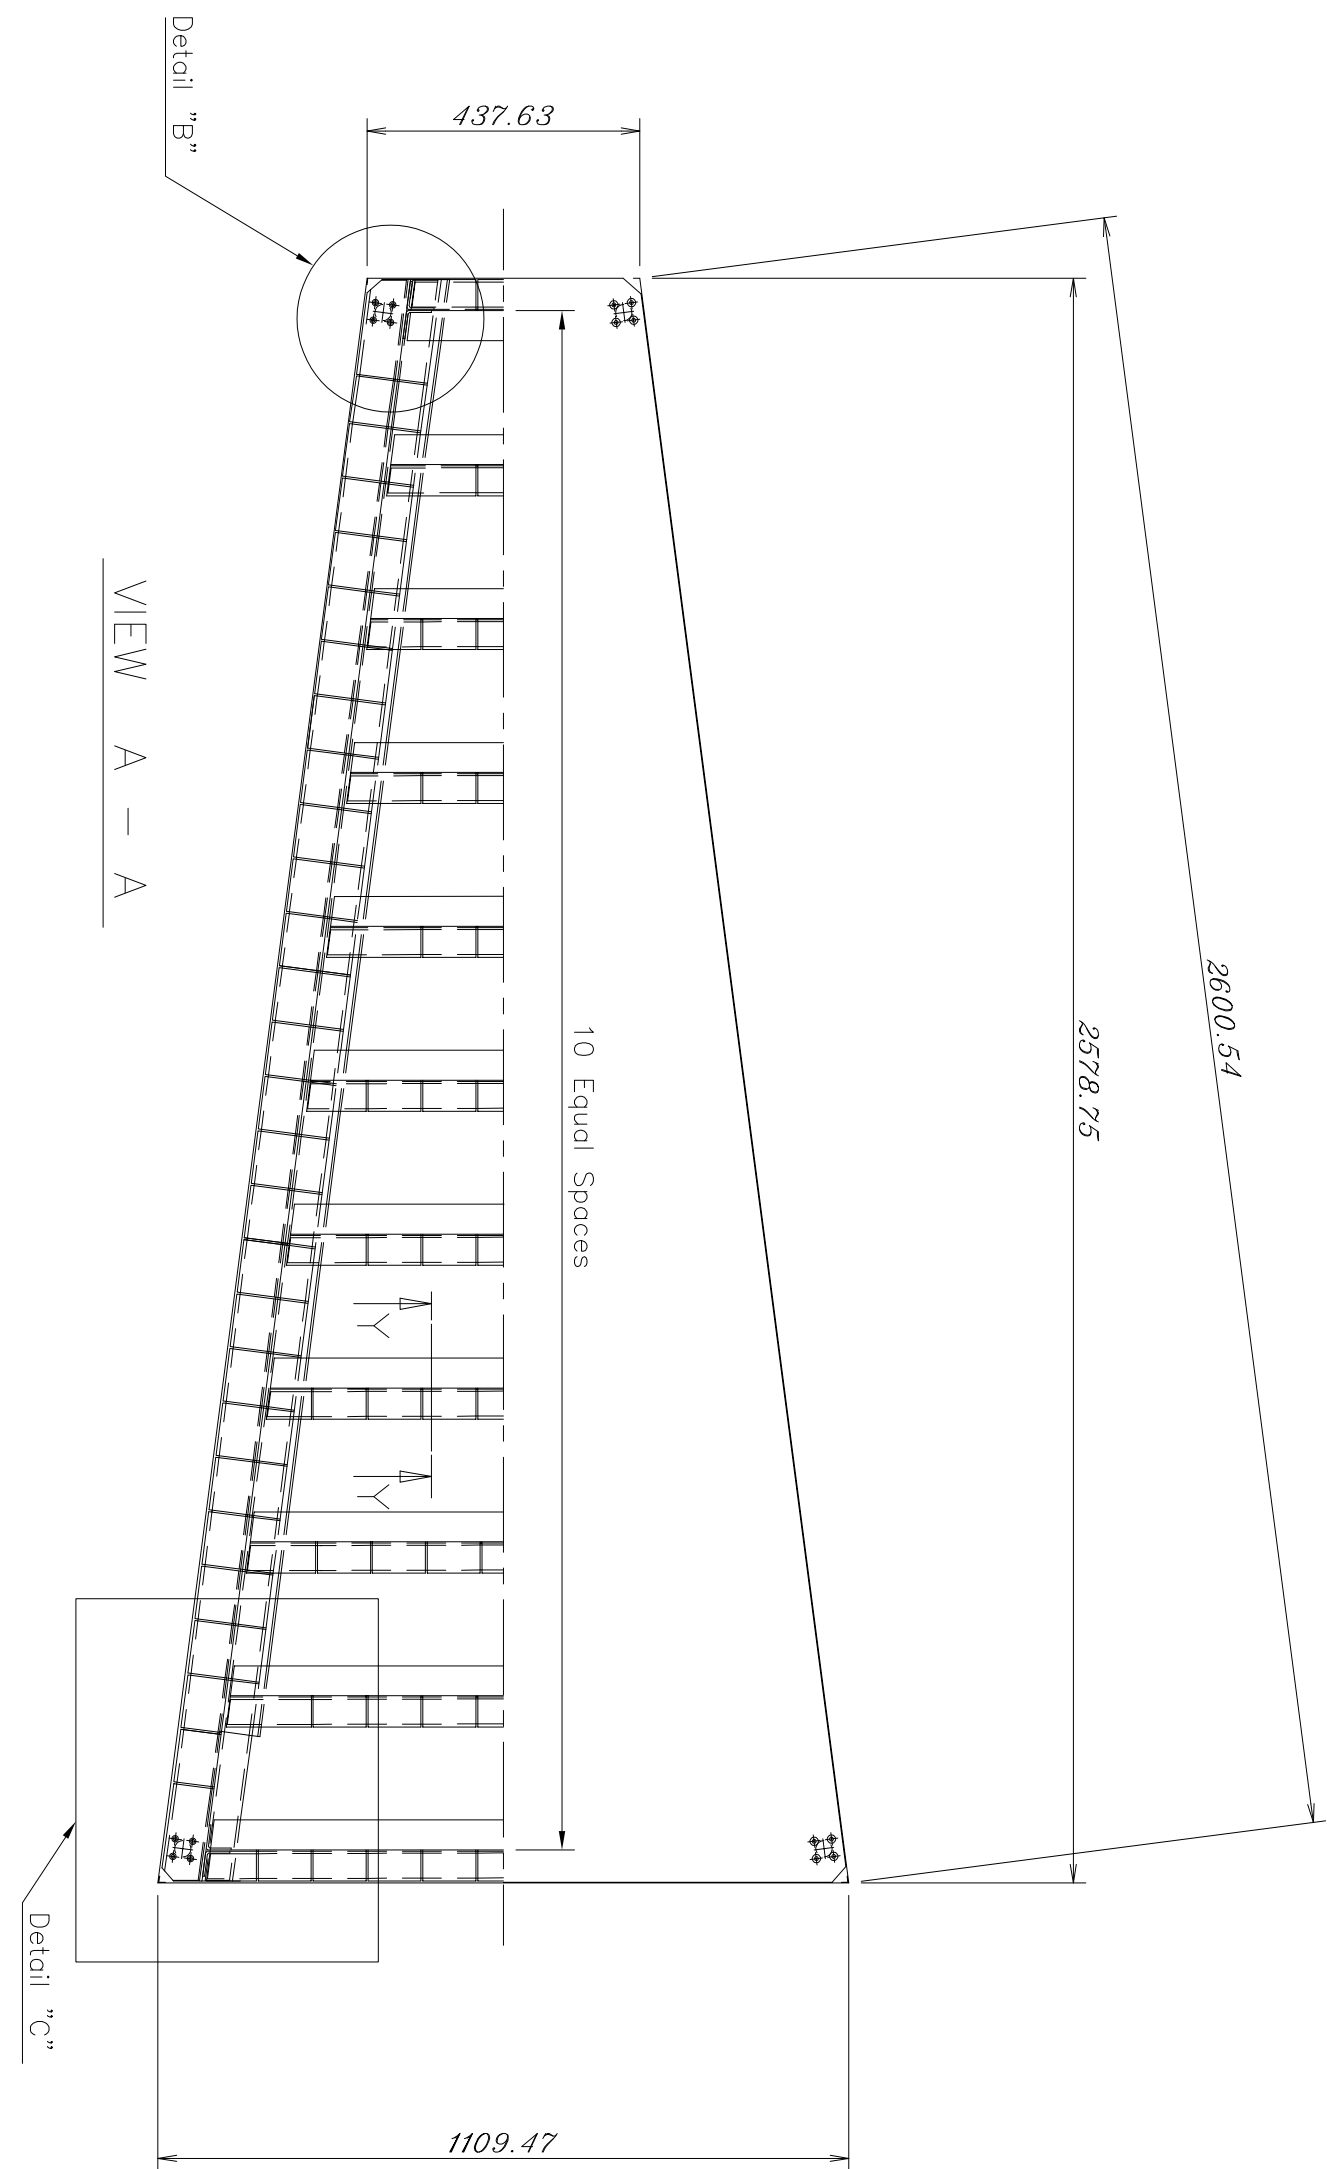 Detail "B"
437.63
2600.54
2578.75
10 Equal Spaces
VIEW A - A
Y
Y
Detail "C"
1109.47